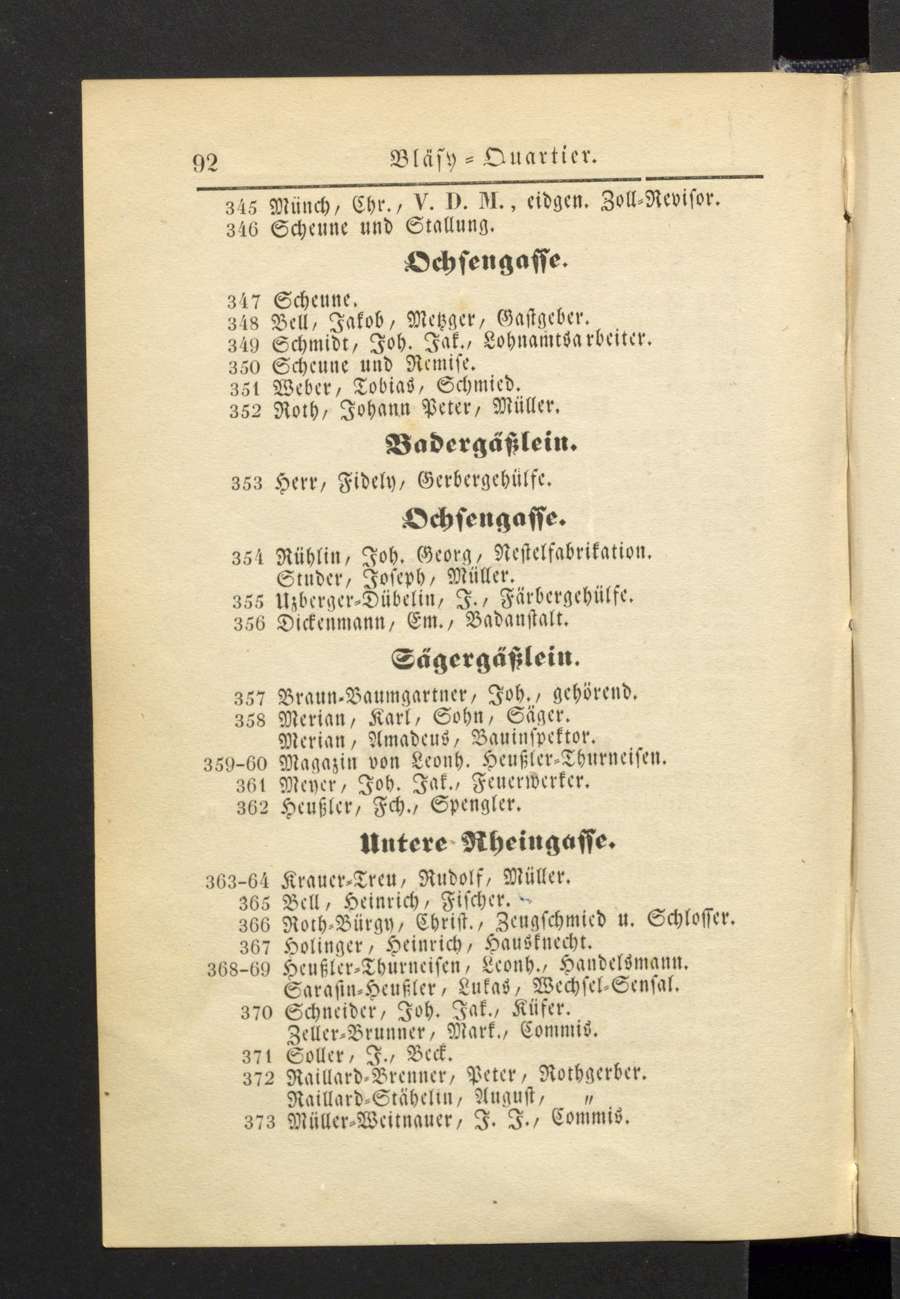 92 Bläsy-Quartier.
345 Münch, Chr., V. D. M., eidgen. Zoll-Revisor.
346 Scheune und Stallung.
Ochsengasse.
347 Scheune.
348 Bell, Jakob, Metzger, Gastgeber.
349 Schmidt, Joh. Jak., Lohnamtsarbeiter.
350 Scheune und Remise.
351 Weber, Tobias, Schmied.
352 Roth, Johann Peter, Müller.
Badergäßlein.
353 Herr, Fidely, Gerbergehülfe.
Ochsengasse.
354 Rühlin, Joh. Georg, Nestelfabrikation.
Studer, Joseph, Müller.
355 Uzberger-Dübelin, J., Färbergehülfe.
356 Dickenmann, Em., Badanstalt.
Sägergäßlein.
357 Braun-Baumgartner, Joh., gehörend.
358 Merian, Karl, Sohn, Säger.
Merian, Amadeus, Bauinspektor.
359-60 Magazin von Leonh. Heußler-Thurneisen.
361 Meyer, Joh. Jak., Feuerwerker.
362 Heußler, Fch., Spengler.
Untere Rheingasse.
363-64 Krauer-Treu, Rudolf, Müller.
365 Bell, Heinrich, Fischer.
366 Roth-Bürgy, Christ., Zeugschmied u. Schlosser.
367 Holinger, Heinrich, Hausknecht.
368-69 Heußler-Thurneisen, Leonh., Handelsmann.
Sarasin-Heußler, Lukas, Wechsel-Sensal.
370 Schneider, Joh. Jak., Küfer.
Zeller-Brunner, Mark., Commis.
371 Soller, J., Beck.
372 Raillard-Brenner, Peter, Rothgerber.
Raillard-Stähelin, August, "
373 Müller-Weitnauer, J. J., Commis.